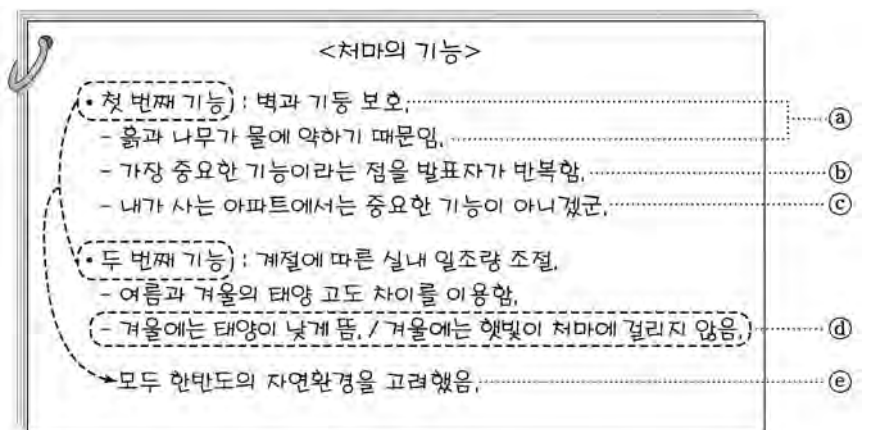 <처마의 기능>
• 첫 번째 기능 : 벽과 기둥 보호.
- 흙과 나무가 물에 약하기 때문임.
ⓐ
- 가장 중요한 기능이라는 점을 발표자가 반복함. ⓑ
- 내가 사는 아파트에서는 중요한 기능이 아니겠군. ⓒ
• 두 번째 기능 : 계절에 따른 실내 일조량 조절.
- 여름과 겨울의 태양 고도 차이를 이용함.
- 겨울에는 태양이 낮게 뜸. / 겨울에는 햇빛이 처마에 걸리지 않음. ⓓ
모두 한반도의 자연환경을 고려했음. ⓔ